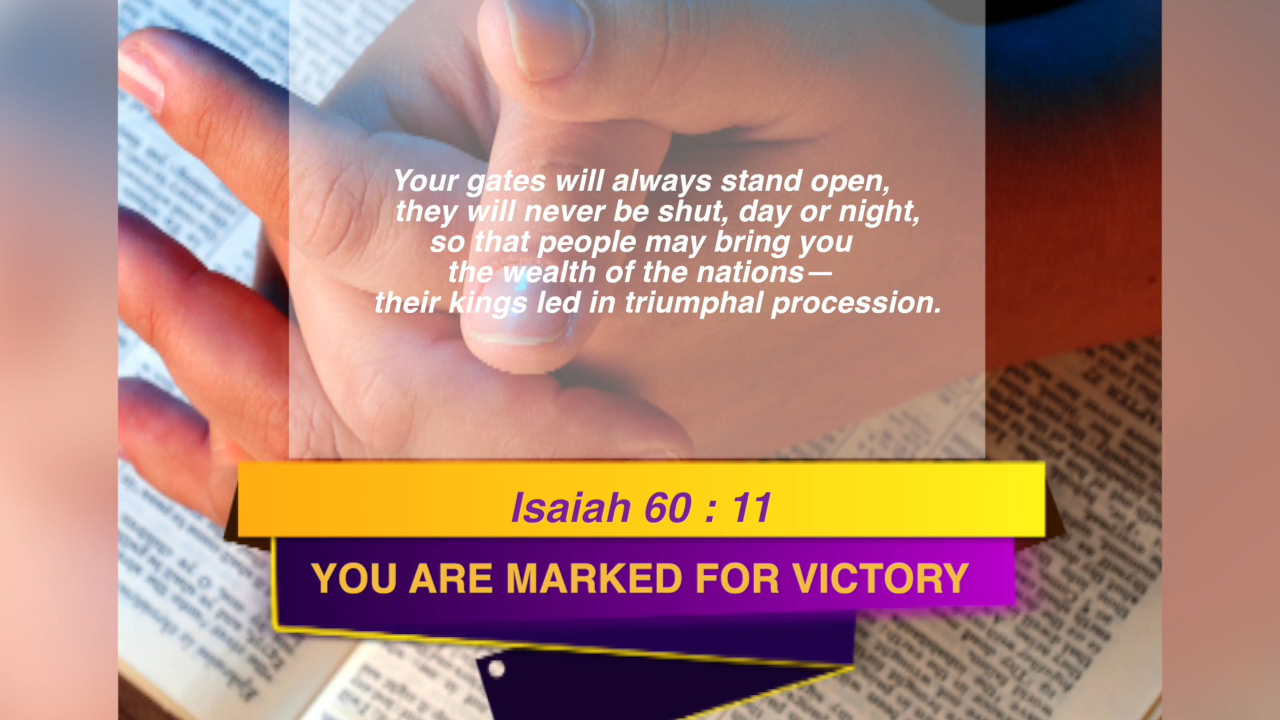 Your gates will always stand open,
they will never be shut, day or night,
so that people may bring you
the wealth of the nations—
their kings led in triumphal procession.
Isaiah 60 : 11
YOU ARE MARKED FOR VICTORY